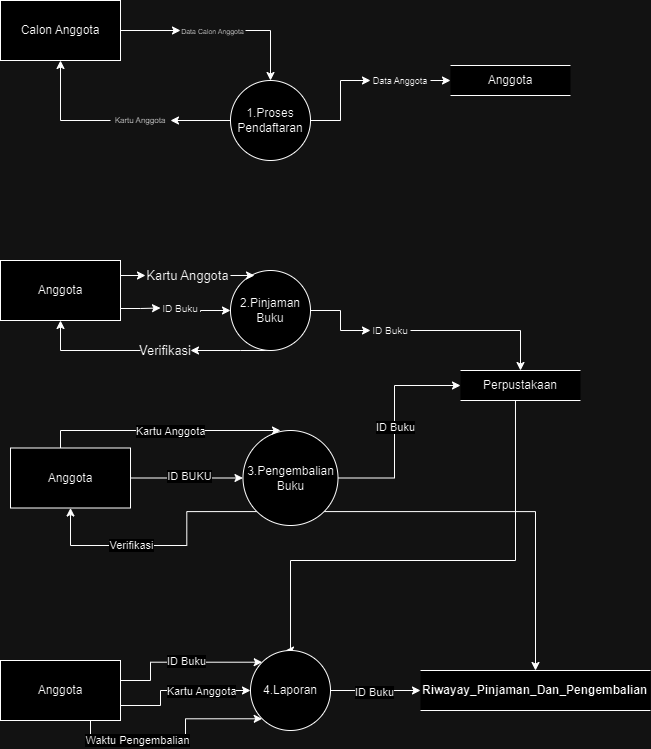 Calon Anggota
Data Calon Anggota
Data Anggota
Anggota
1.Proses
Pendaftaran
Kartu Anggota
Anggota
Kartu Anggota
ID Buku
2.Pinjaman
Buku
ID Buku
Verifikasi
Perpustakaan
Kartu Anggota
ID Buku
Anggota
ID BUKU
3.Pengembalian
Buku
Verifikasi
ID Buku
Anggota
Kartu Anggota
4.Laporan
ID Buku
Riwayay_Pinjaman_Dan_Pengembalian
Waktu Pengembalian